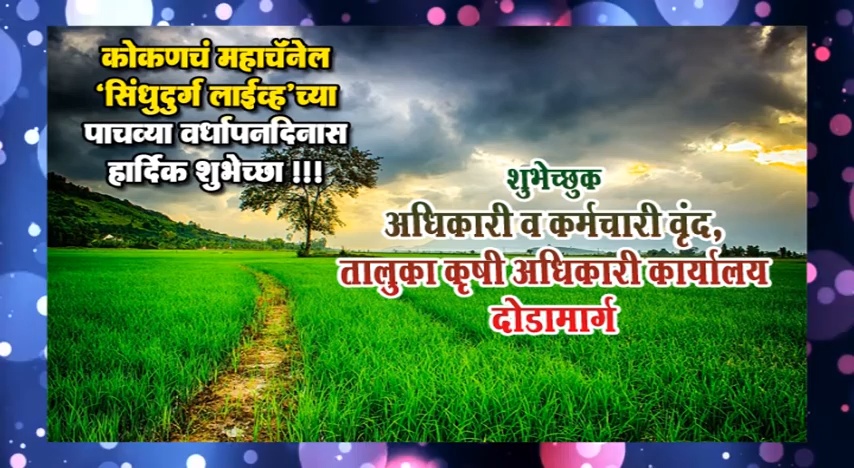 कोकणचं महाचॅनेल
‘सिंधुदुर्ग लाईव्ह’च्या
पाचव्या वर्धापनदिनास
हार्दिक शुभेच्छा !!!
शुभेच्छुक
अधिकारी व कर्मचारी वृंद,
तालुका कृषी अधिकारी कार्यालय
दोडामार्ग